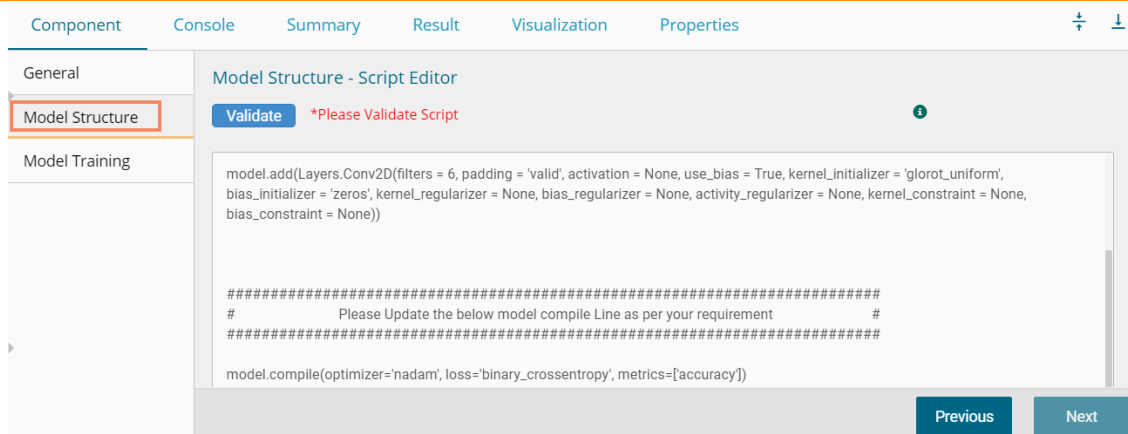 Component Console Summary Result Visualization Properties
General
Model Structure
Model Training
Model Structure - Script Editor
Validate *Please Validate Script
model.add(Layers.Conv2D(filters = 6, padding = 'valid', activation = None, use_bias = True, kernel_initializer = 'glorot_uniform',
bias_initializer = 'zeros', kernel_regularizer = None, bias_regularizer = None, activity_regularizer = None, kernel_constraint = None,
bias_constraint = None))
###########################################################################
# Please Update the below model compile Line as per your requirement #
###########################################################################
model.compile(optimizer='nadam', loss='binary_crossentropy', metrics=['accuracy'])
Previous Next